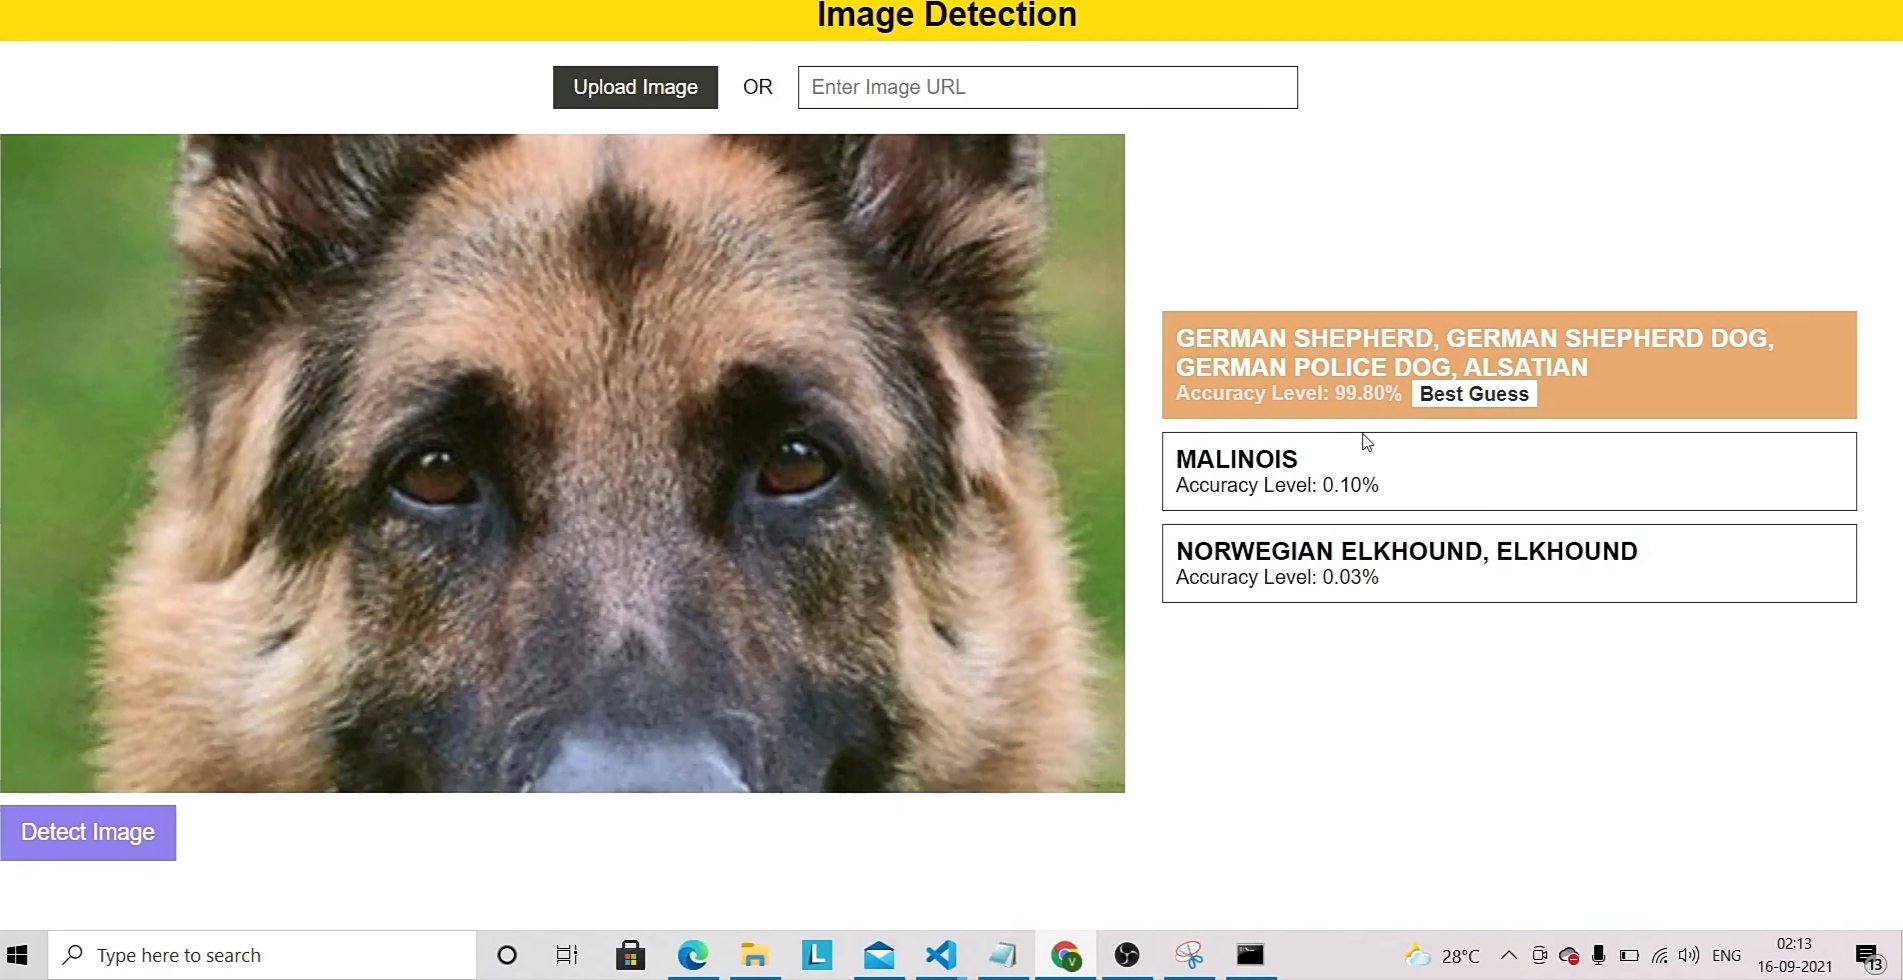 Image Detection
Upload Image OR Enter Image URL
GERMAN SHEPHERD, GERMAN SHEPHERD DOG,
GERMAN POLICE DOG, ALSATIAN
Accuracy Level: 99.80% Best Guess
MALINOIS
Accuracy Level: 0.10%
NORWEGIAN ELKHOUND, ELKHOUND
Accuracy Level: 0.03%
Detect Image
Type here to search
L
V
28°C
ENG
02:13
16-09-2021
13